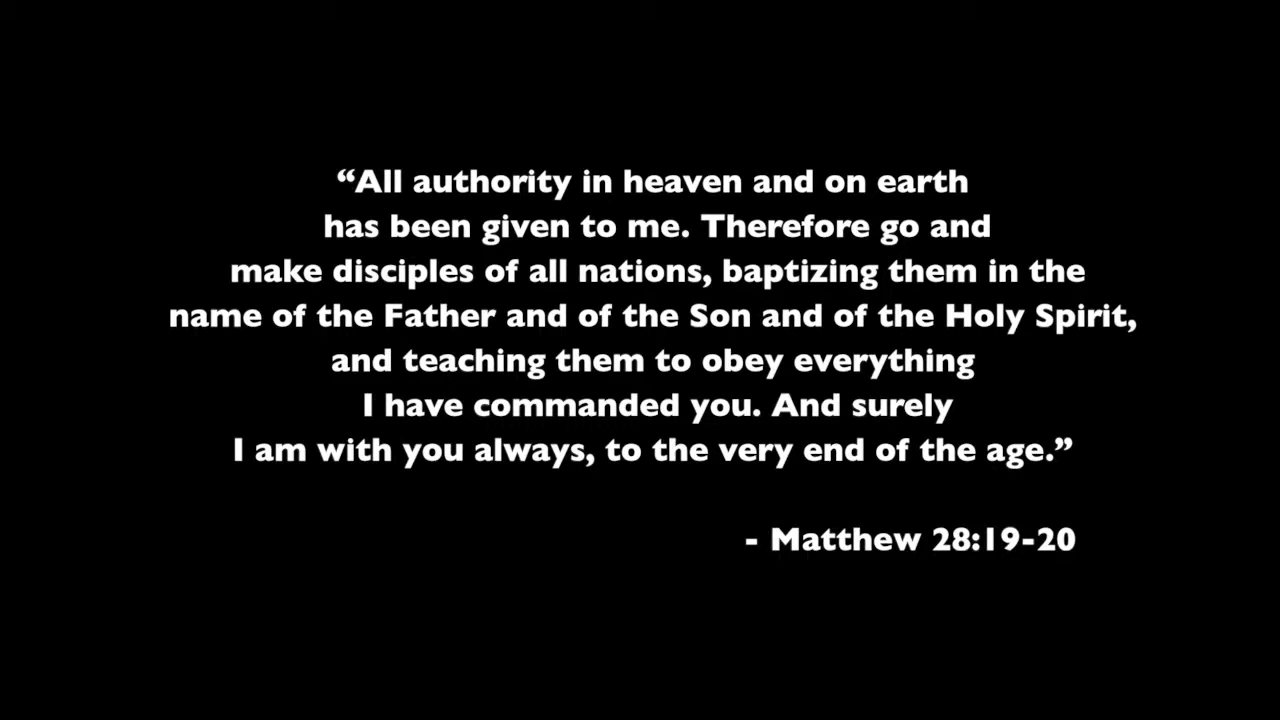 “All authority in heaven and on earth
has been given to me. Therefore go and
make disciples of all nations, baptizing them in the
name of the Father and of the Son and of the Holy Spirit,
and teaching them to obey everything
I have commanded you. And surely
I am with you always, to the very end of the age.”
- Matthew 28:19-20